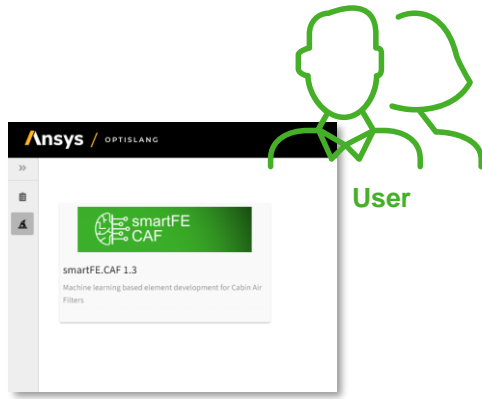 Ansys / OPTISLANG
User
smartFE
CAF
smartFE.CAF 1.3
Machine learning based element development for Cabin Air
Filters